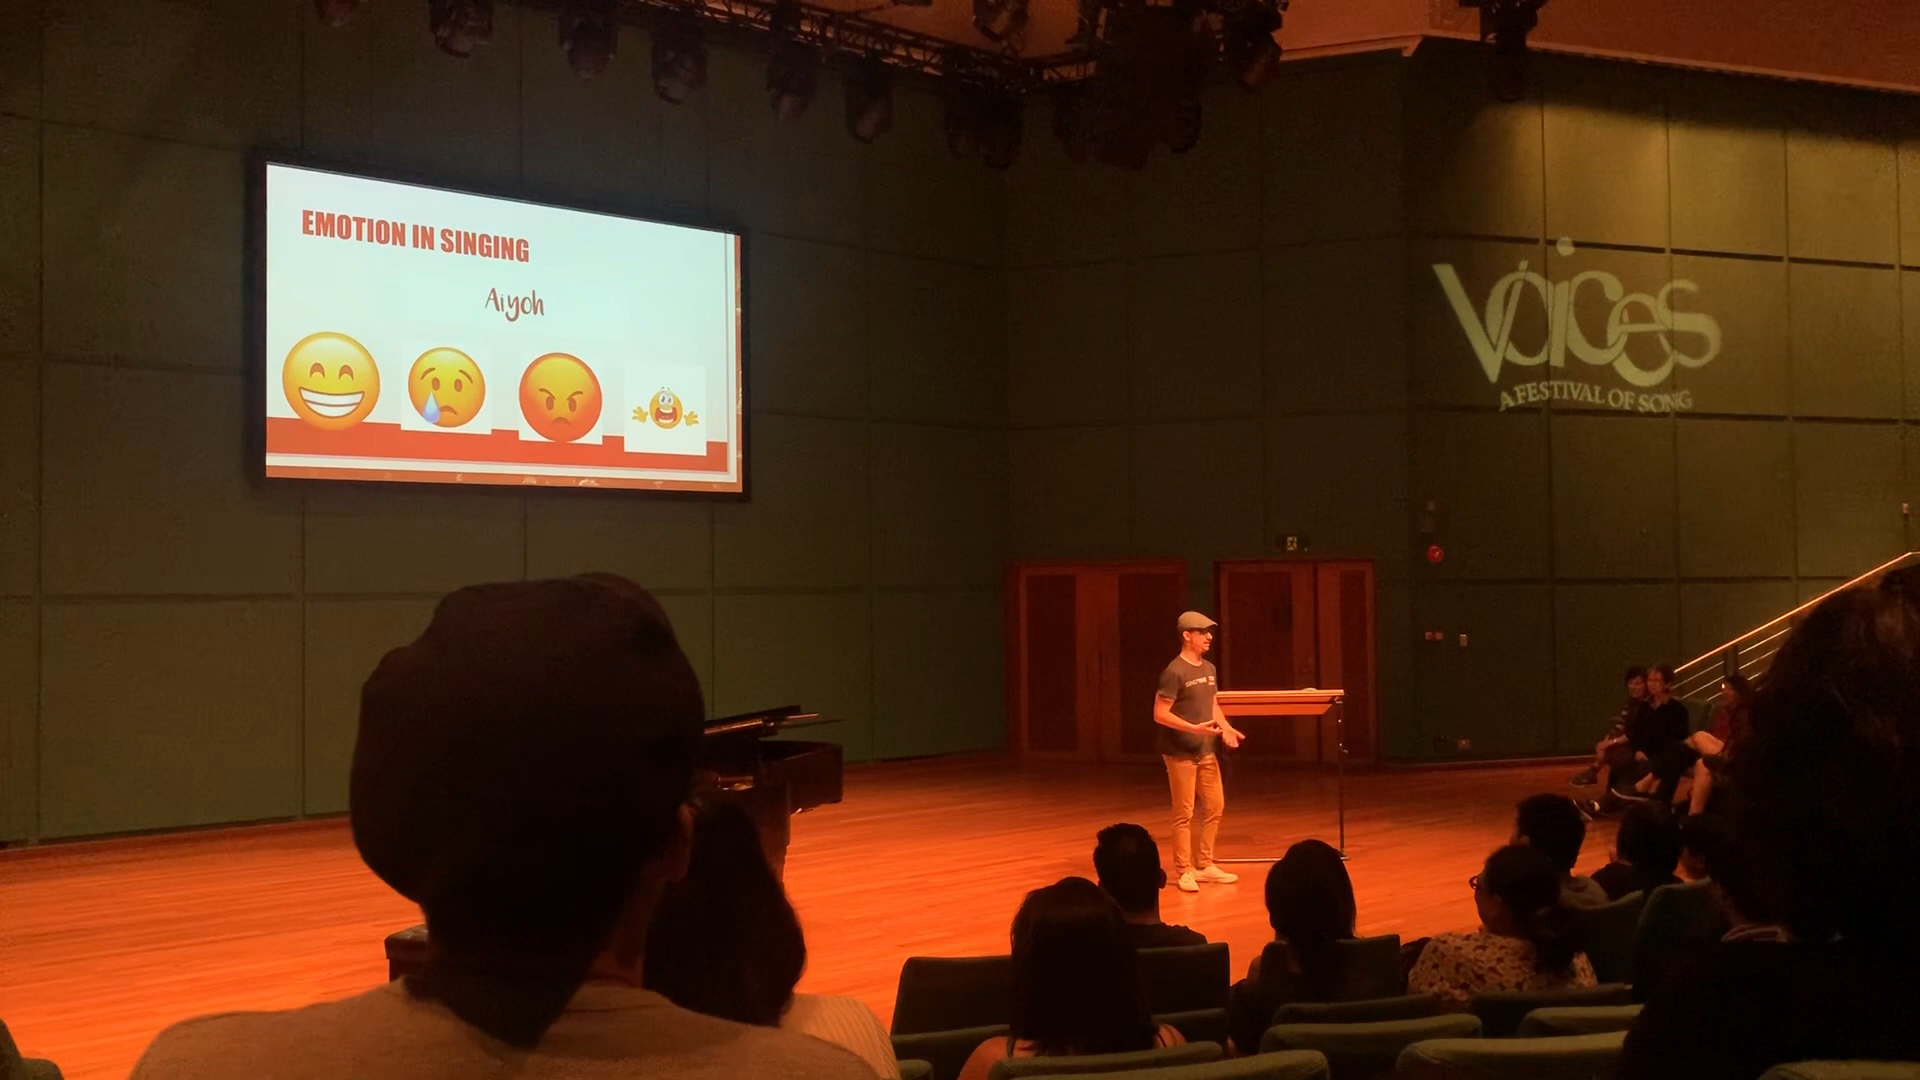 EMOTION IN SINGING
Aiyoh
Voices
A FESTIVAL OF SONG